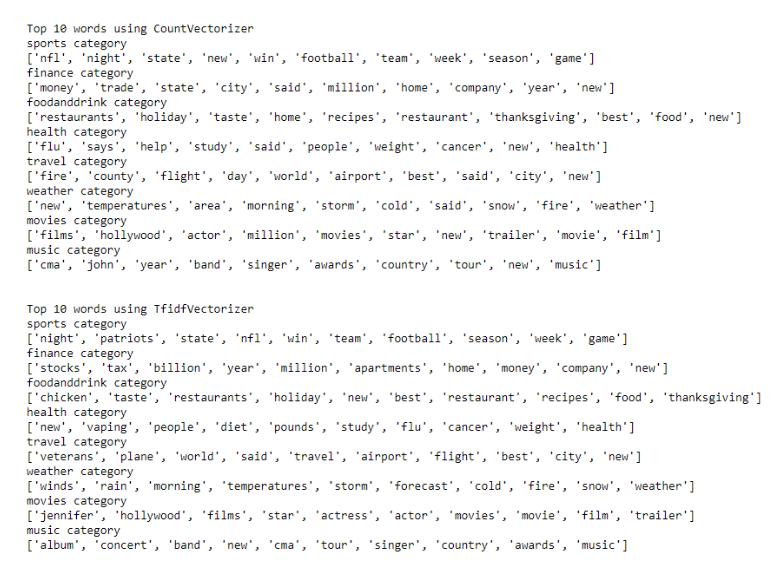 Top 10 words using CountVectorizer
sports category
['nfl', 'night', 'state', 'new', 'win', 'football', 'team', 'week', 'season', 'game']
finance category
['money', 'trade', 'state', 'city', 'said', 'million', 'home', 'company', 'year', 'new']
foodanddrink category
['restaurants', 'holiday', 'taste', 'home', 'recipes', 'restaurant', 'thanksgiving', 'best', 'food', 'new']
health category
['flu', 'says', 'help', 'study', 'said', 'people', 'weight', 'cancer', 'new', 'health']
travel category
['fire', 'county', 'flight', 'day', 'world', 'airport', 'best', 'said', 'city', 'new']
weather category
['new', 'temperatures', 'area', 'morning', 'storm', 'cold', 'said', 'snow', 'fire', 'weather']
movies category
['films', 'hollywood', 'actor', 'million', 'movies', 'star', 'new', 'trailer', 'movie', 'film']
music category
['cma', 'john', 'year', 'band', 'singer', 'awards', 'country', 'tour', 'new', 'music']
Top 10 words using TfidfVectorizer
sports category
['night', 'patriots', 'state', 'nfl', 'win', 'team', 'football', 'season', 'week', 'game']
finance category
['stocks', 'tax', 'billion', 'year', 'million', 'apartments', 'home', 'money', 'company', 'new']
foodanddrink category
['chicken', 'taste', 'restaurants', 'holiday', 'new', 'best', 'restaurant', 'recipes', 'food', 'thanksgiving']
health category
['new', 'vaping', 'people', 'diet', 'pounds', 'study', 'flu', 'cancer', 'weight', 'health']
travel category
['veterans', 'plane', 'world', 'said', 'travel', 'airport', 'flight', 'best', 'city', 'new']
weather category
['winds', 'rain', 'morning', 'temperatures', 'storm', 'forecast', 'cold', 'fire', 'snow', 'weather']
movies category
['jennifer', 'hollywood', 'films', 'star', 'actress', 'actor', 'movies', 'movie', 'film', 'trailer']
music category
['album', 'concert', 'band', 'new', 'cma', 'tour', 'singer', 'country', 'awards', 'music']